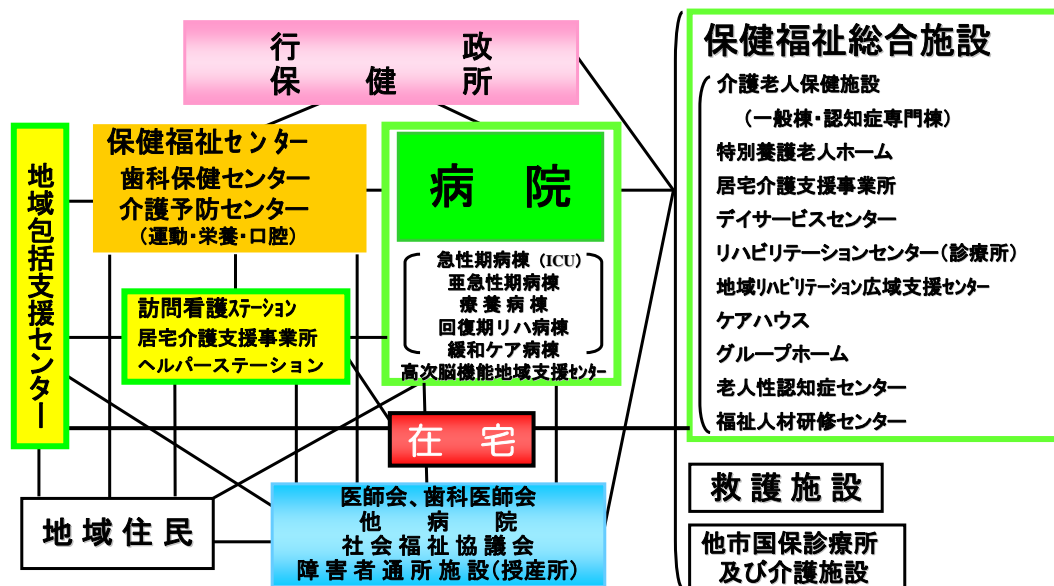 行政
保健所
地域包括支援センター
保健福祉センター
歯科保健センター
介護予防センター
(運動・栄養・口腔)
病院
急性期病棟(ICU)
亜急性期病棟
療養病棟
回復期リハ病棟
緩和ケア病棟
高次脳機能地域支援センター
訪問看護ステーション
居宅介護支援事業所
ヘルパーステーション
在宅
地域住民
医師会、歯科医師会
他病院
社会福祉協議会
障害者通所施設(授産所)
保健福祉総合施設
介護老人保健施設
(一般棟・認知症専門棟)
特別養護老人ホーム
居宅介護支援事業所
デイサービスセンター
リハビリテーションセンター(診療所)
地域リハビリテーション広域支援センター
ケアハウス
グループホーム
老人性認知症センター
福祉人材研修センター
救護施設
他市国保診療所
及び介護施設